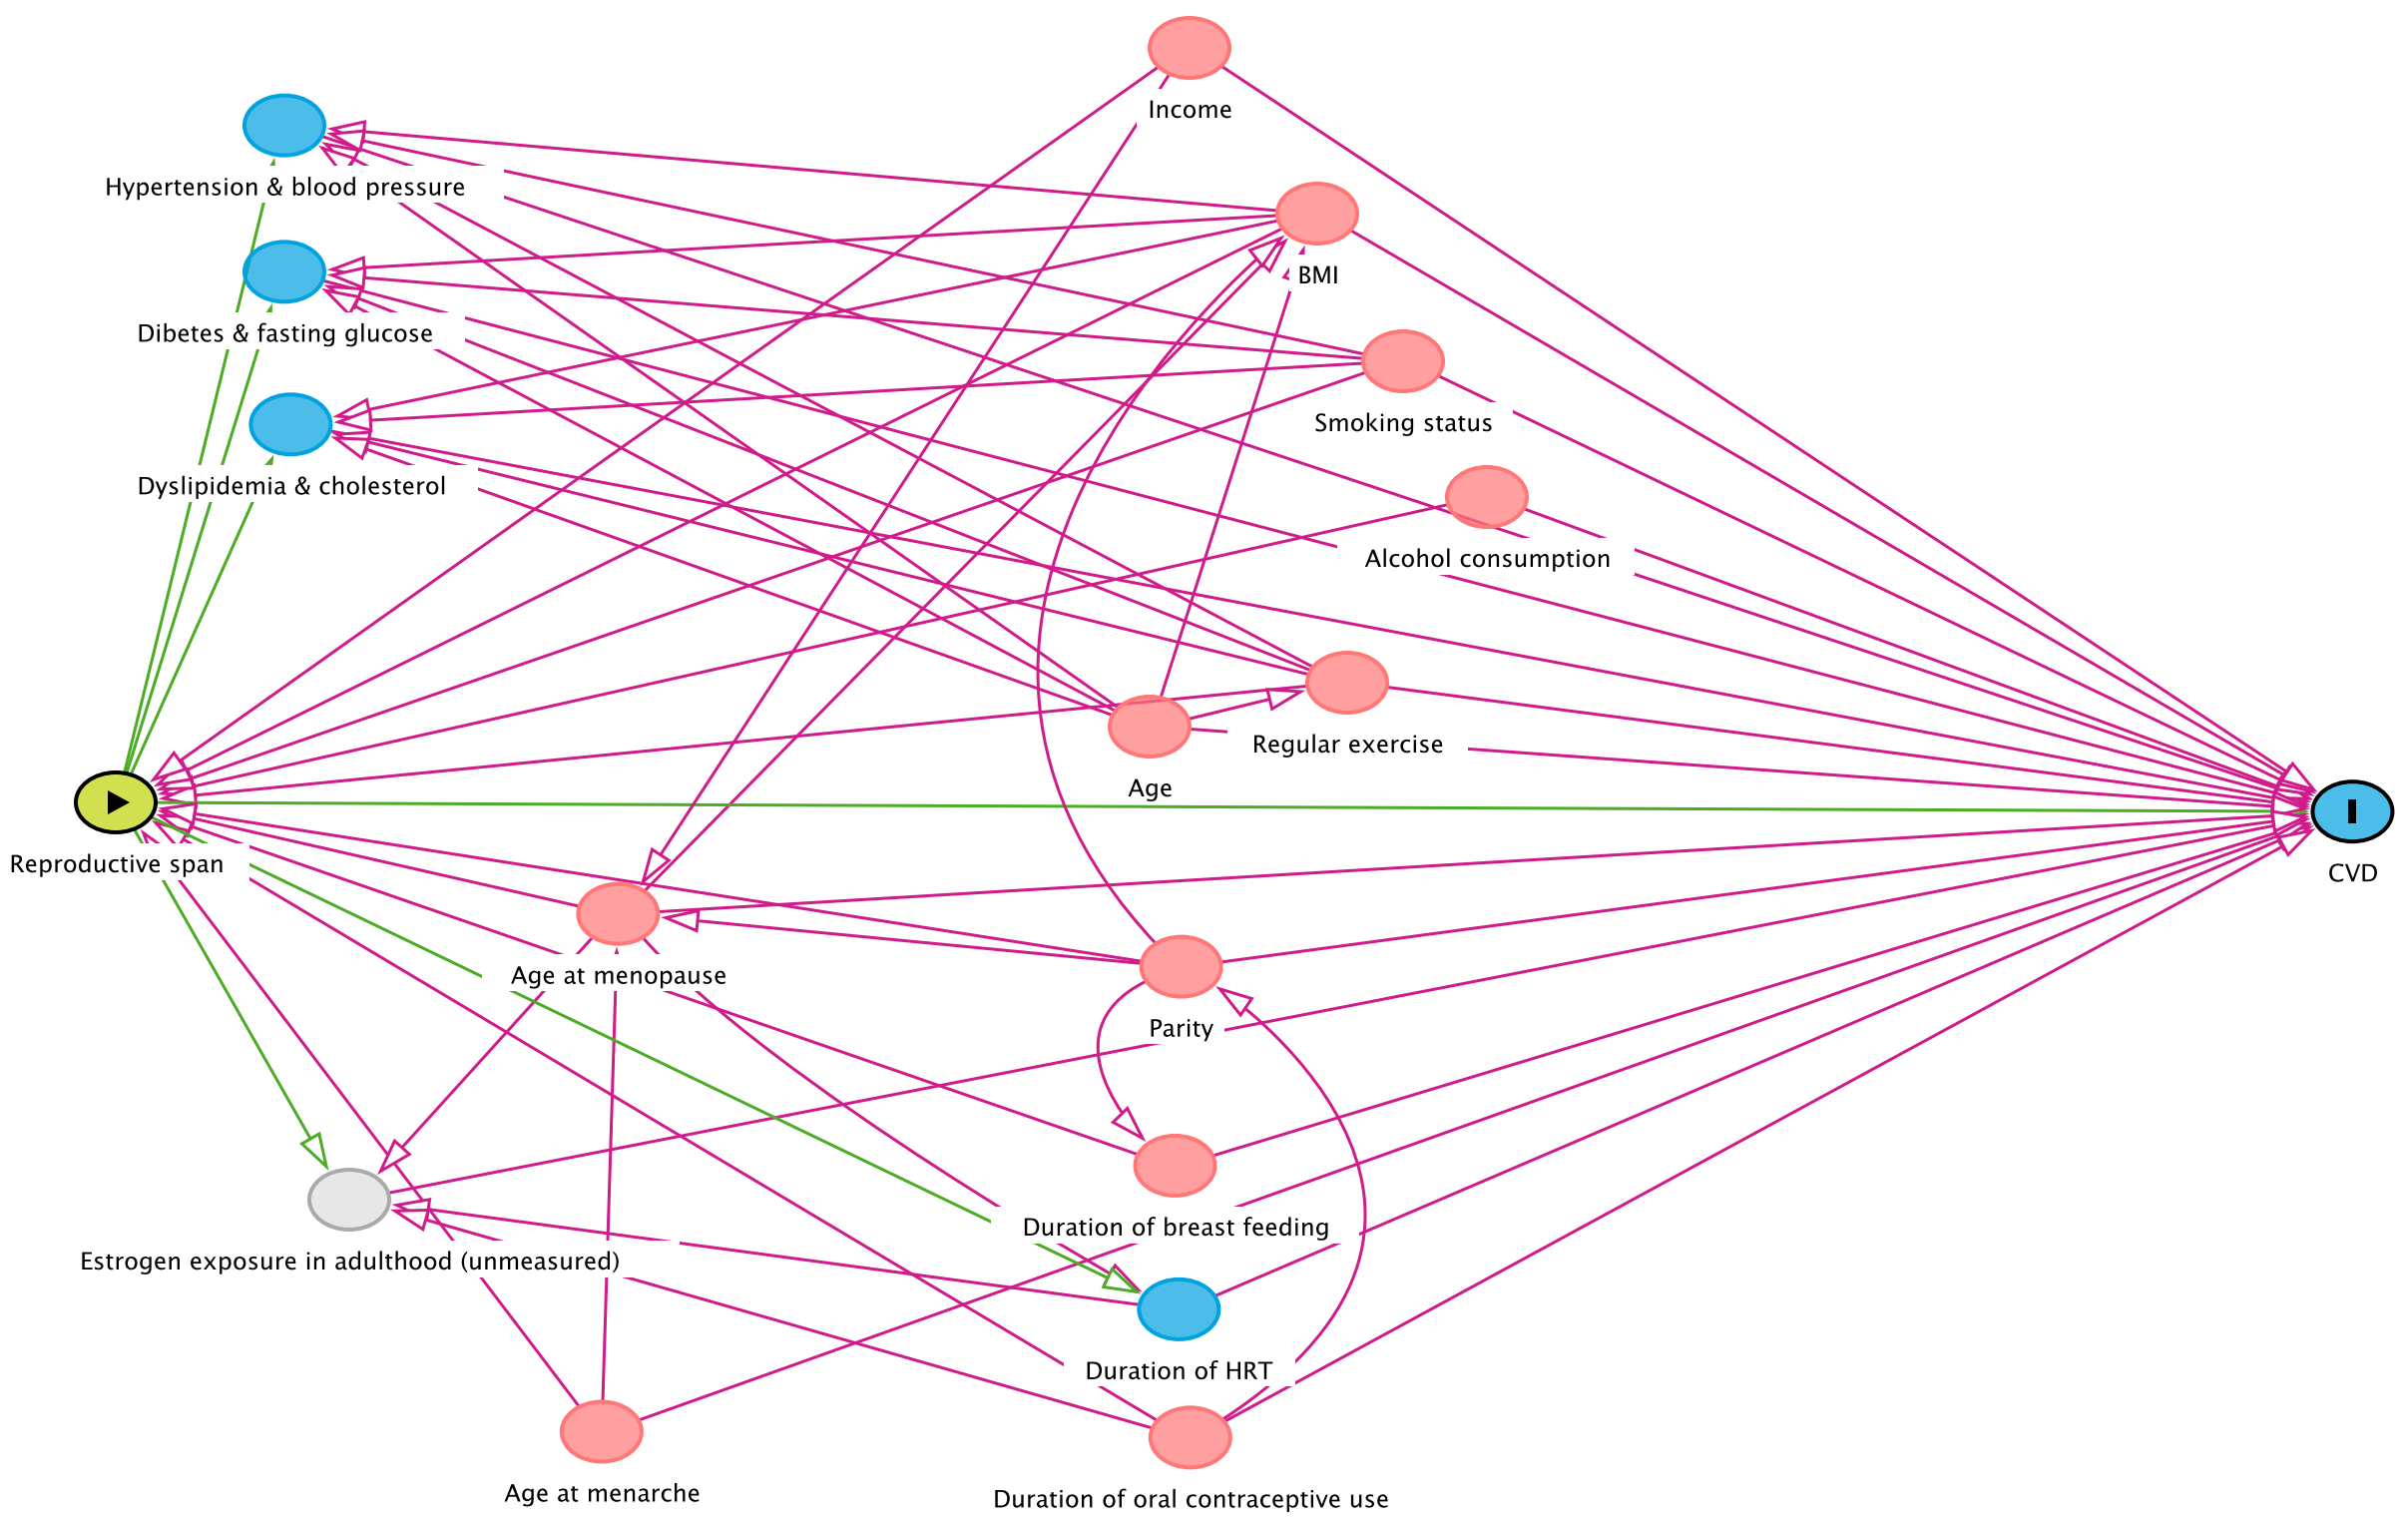 Income
Hypertension & blood pressure
BMI
Dibetes & fasting glucose
Smoking status
Dyslipidemia & cholesterol
Alcohol consumption
Regular exercise
Age
Reproductive span
CVD
Age at menopause
Parity
Duration of breast feeding
Estrogen exposure in adulthood (unmeasured)
Duration of HRT
Age at menarche
Duration of oral contraceptive use